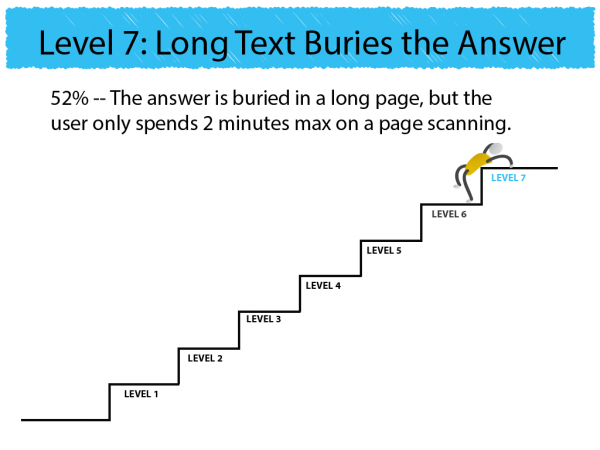 Level 7: Long Text Buries the Answer
52% -- The answer is buried in a long page, but the
user only spends 2 minutes max on a page scanning.
LEVEL 7
LEVEL 6
LEVEL 5
LEVEL 4
LEVEL 3
LEVEL 2
LEVEL 1